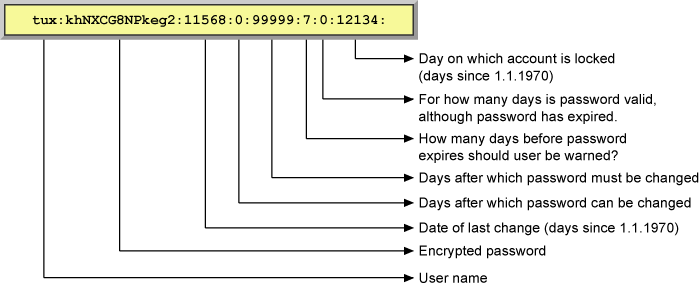 tux:khNXCG8NPkeg2:11568:0:99999:7:0:12134:
Day on which account is locked
(days since 1.1.1970)
For how many days is password valid,
although password has expired.
How many days before password
expires should user be warned?
Days after which password must be changed
Days after which password can be changed
Date of last change (days since 1.1.1970)
Encrypted password
User name